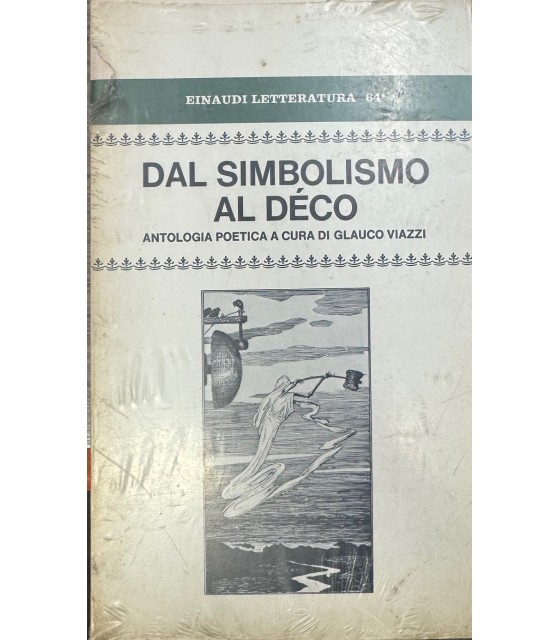 EINAUDI LETTERATURA 64*
DAL SIMBOLISMO
AL DÉCO
ANTOLOGIA POETICA A CURA DI GLAUCO VIAZZI